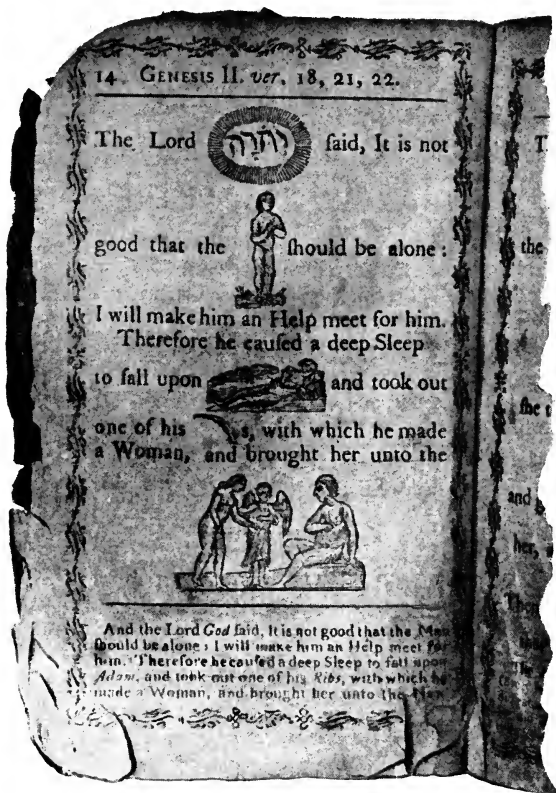 14 GENESIS II. ver. 18, 21, 22.
The Lord יְהֹוָה ſaid, It is not
good that the ſhould be alone:
I will make him an Help meet for him.
Therefore he cauſed a deep Sleep
to fall upon and took out
one of his s, with which he made
a Woman, and brought her unto the
And the Lord God ſaid, It is not good that the Man
ſhould be alone: I will make him an Help meet for
him. Therefore he cauſed a deep Sleep to fall upon
Adam, and took out one of his Ribs, with which he
made a Woman, and brought her unto the Man
T
the
ſhe
and
her,